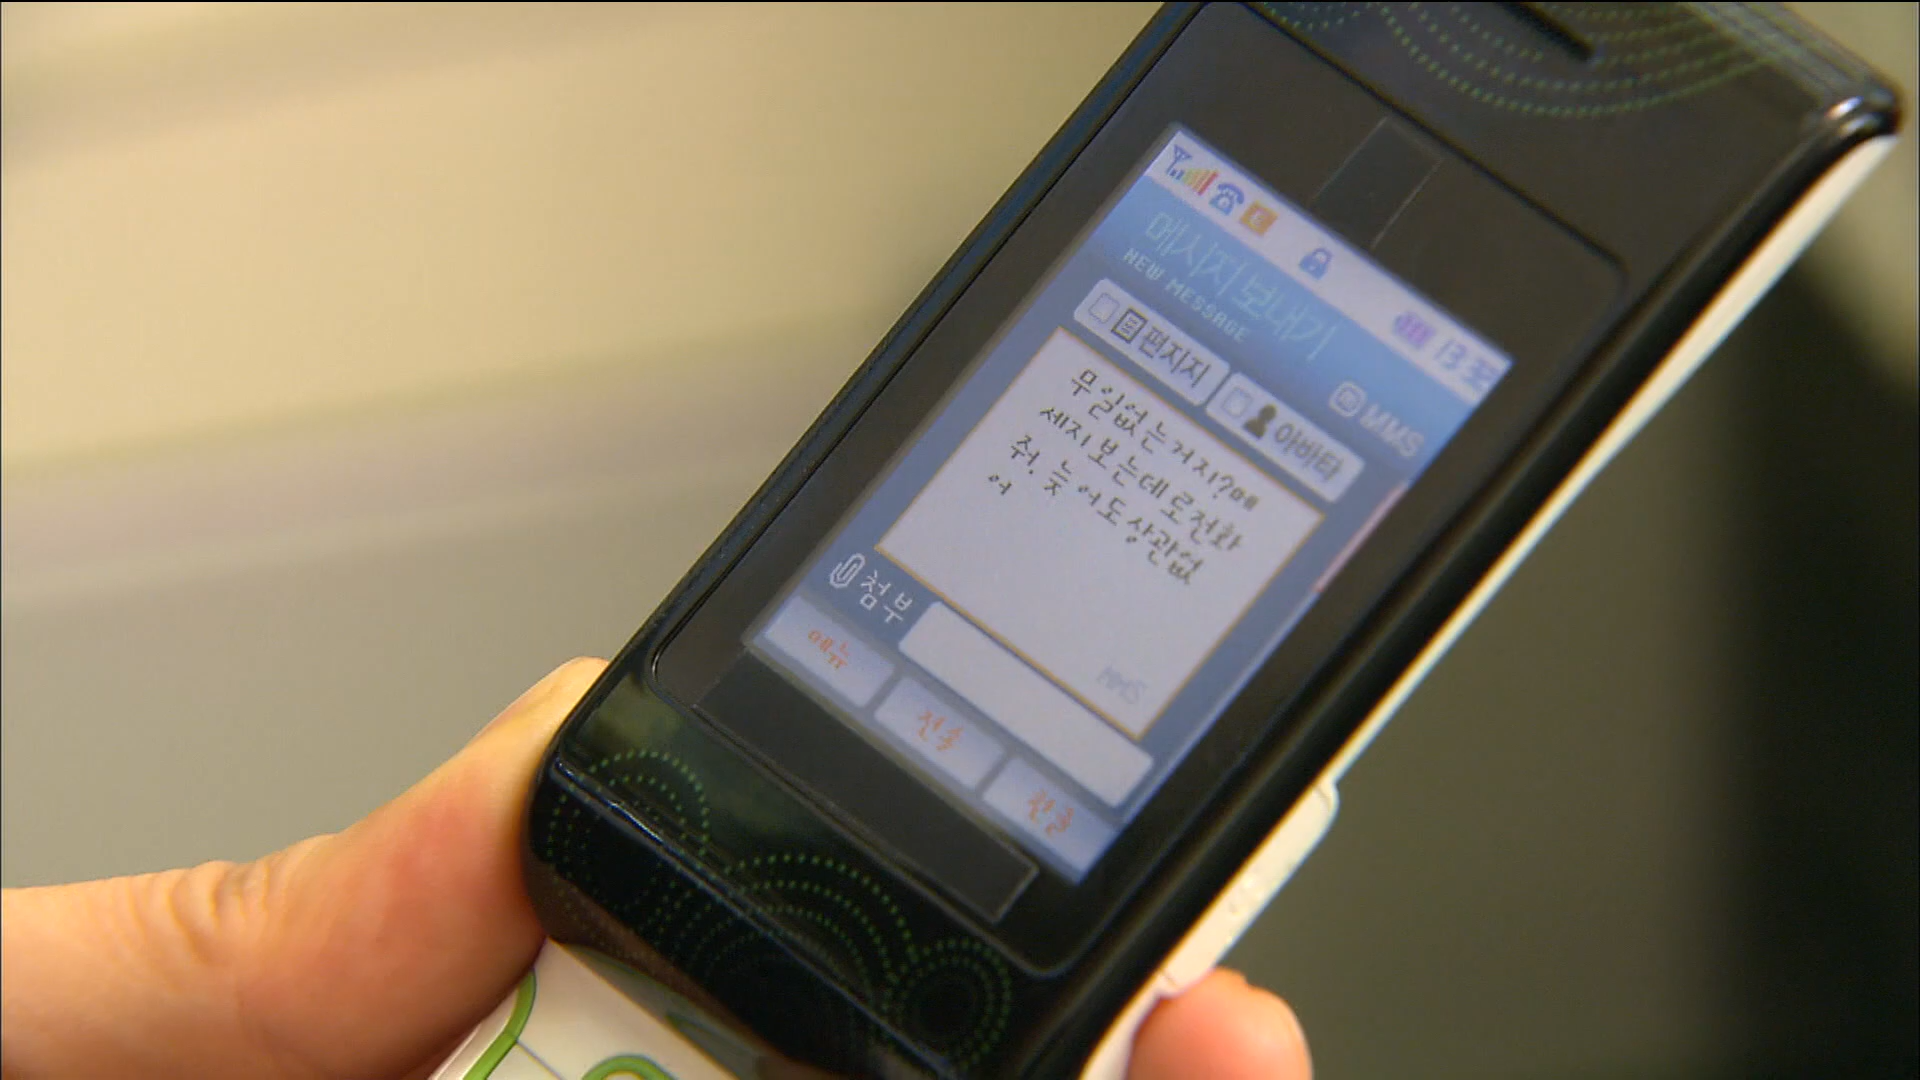 메시지 보내기
NEW MESSAGE
MMS
편지지
아바타
무일없는거지?메
세지 보는데로전화
줘. 늦어도상관없
어
MMS
첨부
메뉴
전송